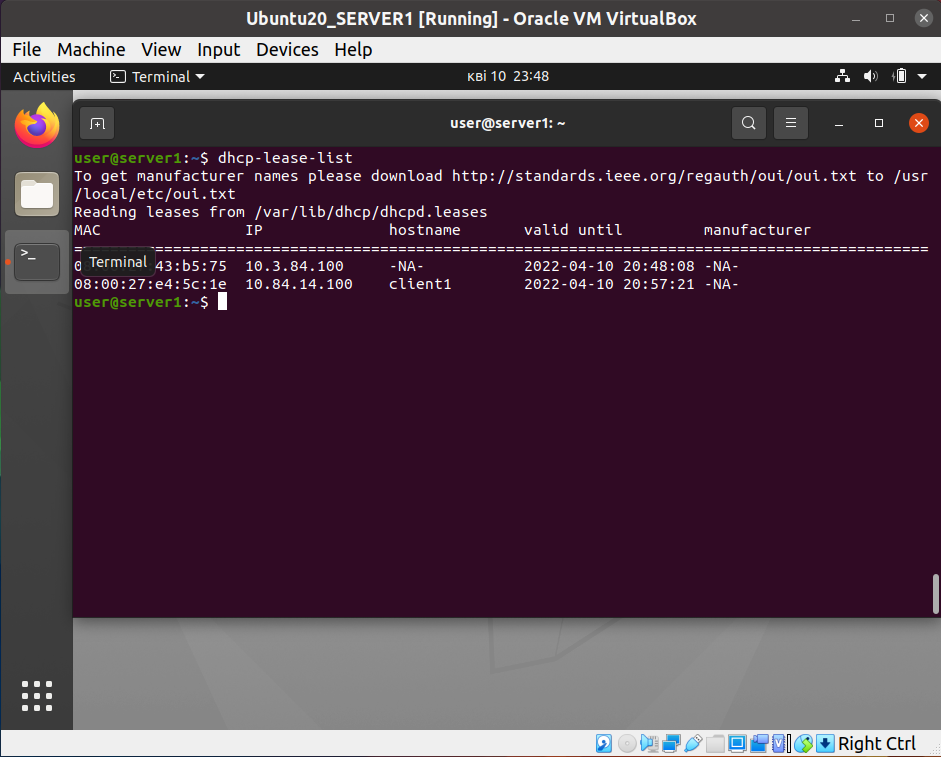 Ubuntu20_SERVER1 [Running] - Oracle VM VirtualBox
File Machine View Input Devices Help
Activities Terminal кві 10 23:48
user@server1: ~
user@server1:~$ dhcp-lease-list
To get manufacturer names please download http://standards.ieee.org/regauth/oui/oui.txt to /usr
/local/etc/oui.txt
Reading leases from /var/lib/dhcp/dhcpd.leases
MAC IP hostname valid until manufacturer
===============================================================================================
Terminal
43:b5:75 10.3.84.100 -NA- 2022-04-10 20:48:08 -NA-
08:00:27:e4:5c:1e 10.84.14.100 client1 2022-04-10 20:57:21 -NA-
user@server1:~$
Right Ctrl